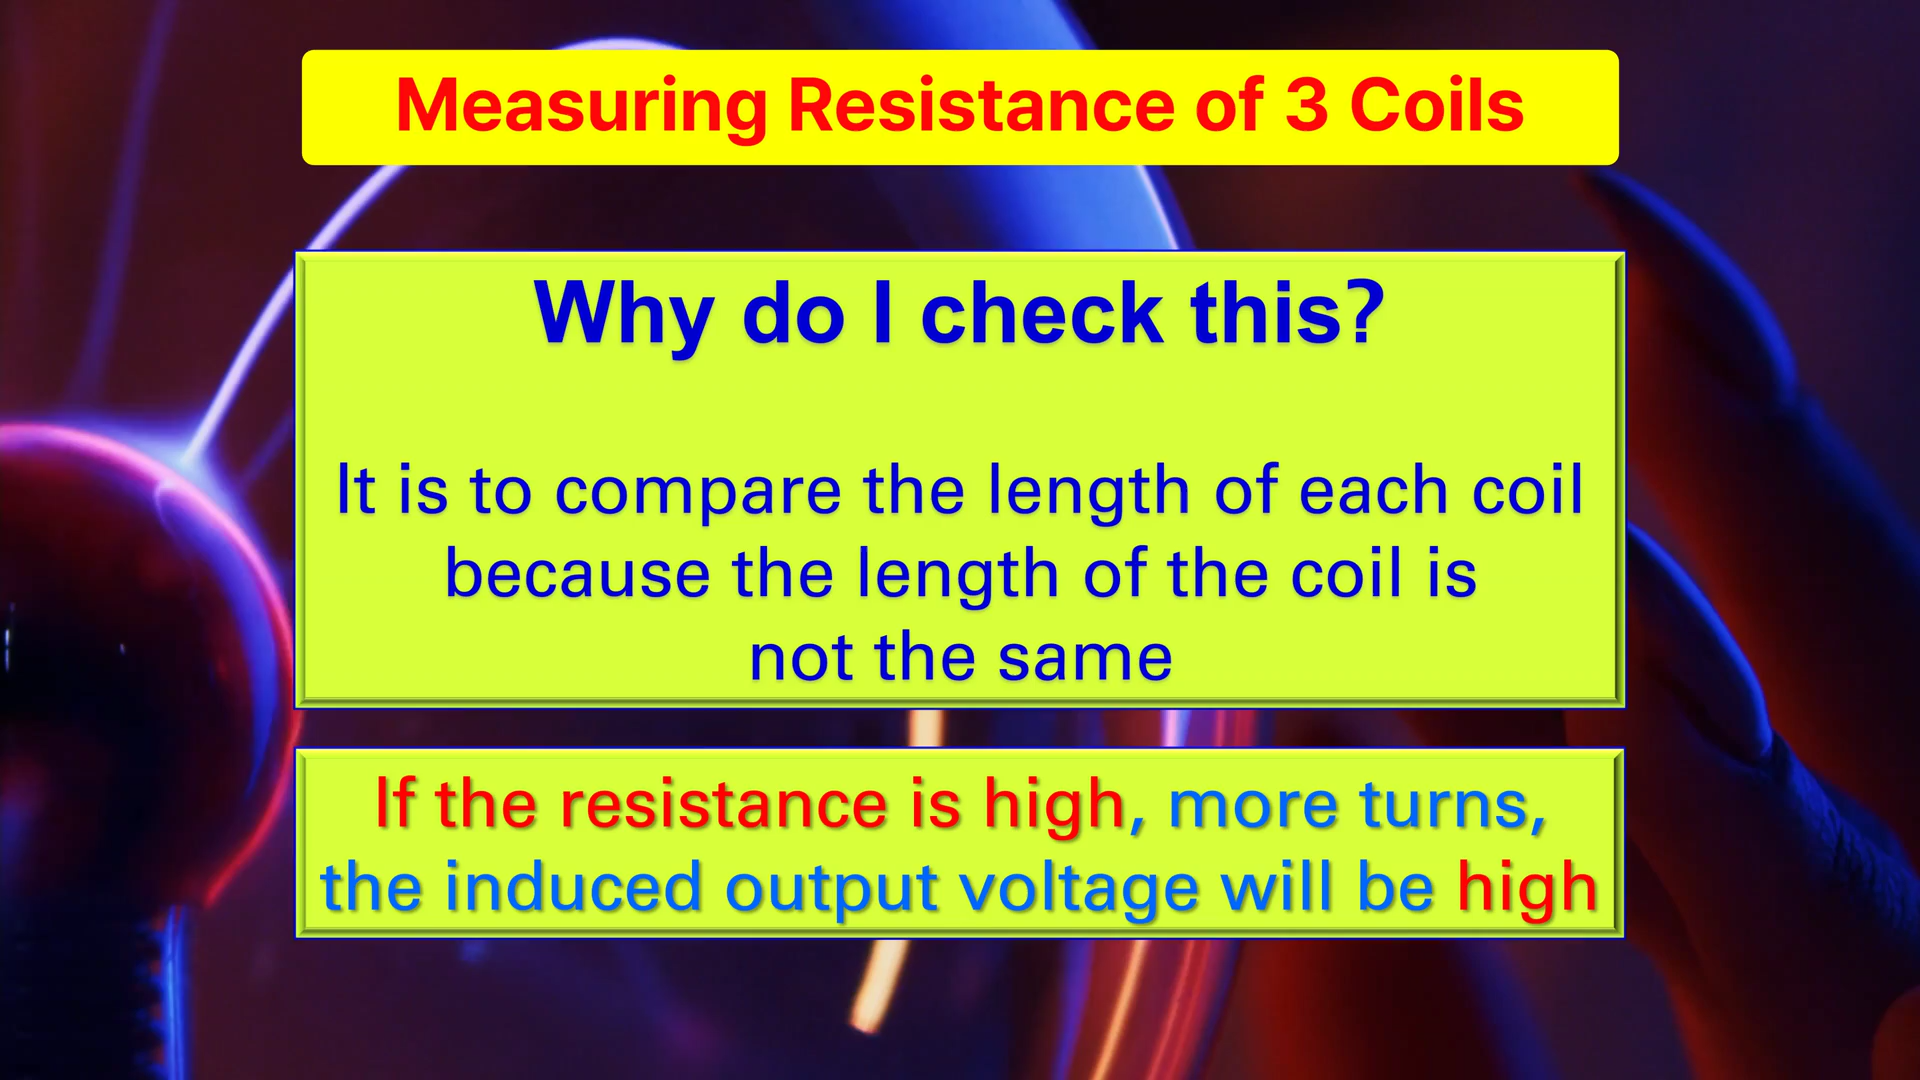 Measuring Resistance of 3 Coils
Why do I check this?
It is to compare the length of each coil
because the length of the coil is
not the same
If the resistance is high, more turns,
the induced output voltage will be high